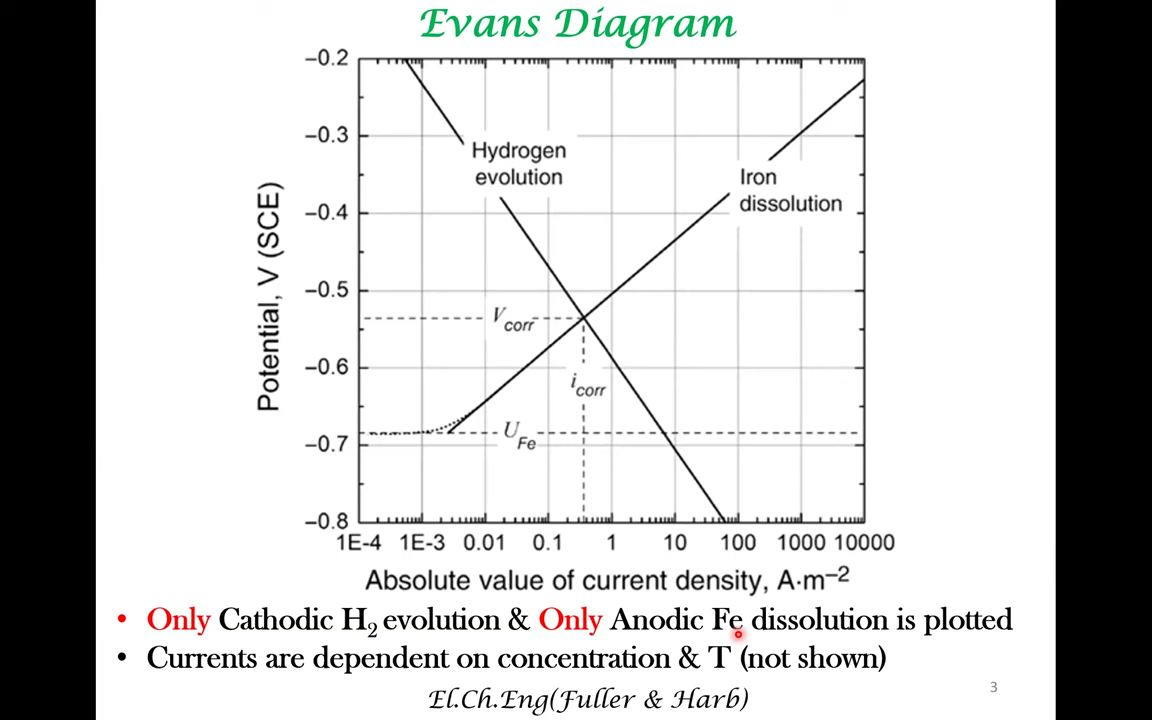 Evans Diagram
−0.2
−0.3
−0.4
−0.5
−0.6
−0.7
−0.8
Potential, V (SCE)
Hydrogen
evolution
Iron
dissolution
V corr
i corr
U Fe
1E-4 1E-3 0.01 0.1 1 10 100 1000 10000
Absolute value of current density, A·m⁻²
• Only Cathodic H₂ evolution & Only Anodic Fe dissolution is plotted
• Currents are dependent on concentration & T (not shown)
El.Ch.Eng(Fuller & Harb)
3